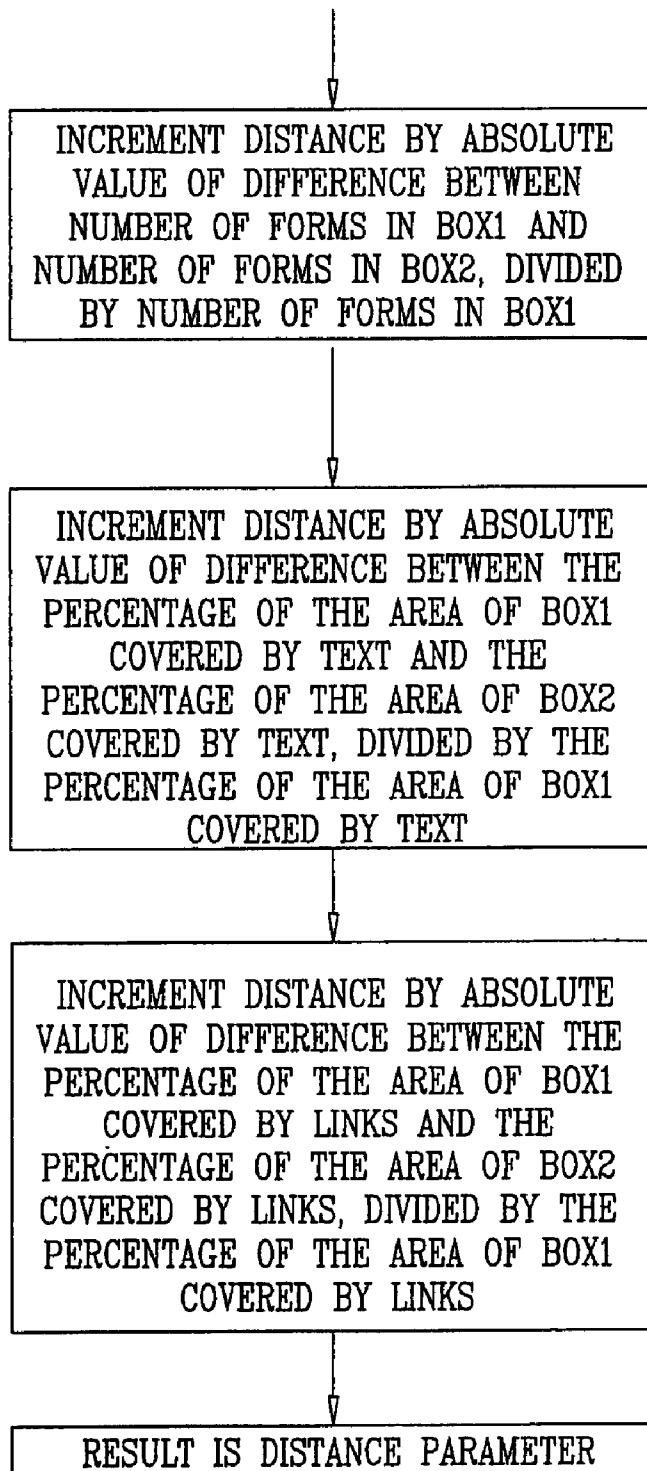 INCREMENT DISTANCE BY ABSOLUTE
VALUE OF DIFFERENCE BETWEEN
NUMBER OF FORMS IN BOX1 AND
NUMBER OF FORMS IN BOX2, DIVIDED
BY NUMBER OF FORMS IN BOX1
INCREMENT DISTANCE BY ABSOLUTE
VALUE OF DIFFERENCE BETWEEN THE
PERCENTAGE OF THE AREA OF BOX1
COVERED BY TEXT AND THE
PERCENTAGE OF THE AREA OF BOX2
COVERED BY TEXT, DIVIDED BY THE
PERCENTAGE OF THE AREA OF BOX1
COVERED BY TEXT
INCREMENT DISTANCE BY ABSOLUTE
VALUE OF DIFFERENCE BETWEEN THE
PERCENTAGE OF THE AREA OF BOX1
COVERED BY LINKS AND THE
PERCENTAGE OF THE AREA OF BOX2
COVERED BY LINKS, DIVIDED BY THE
PERCENTAGE OF THE AREA OF BOX1
COVERED BY LINKS
RESULT IS DISTANCE PARAMETER